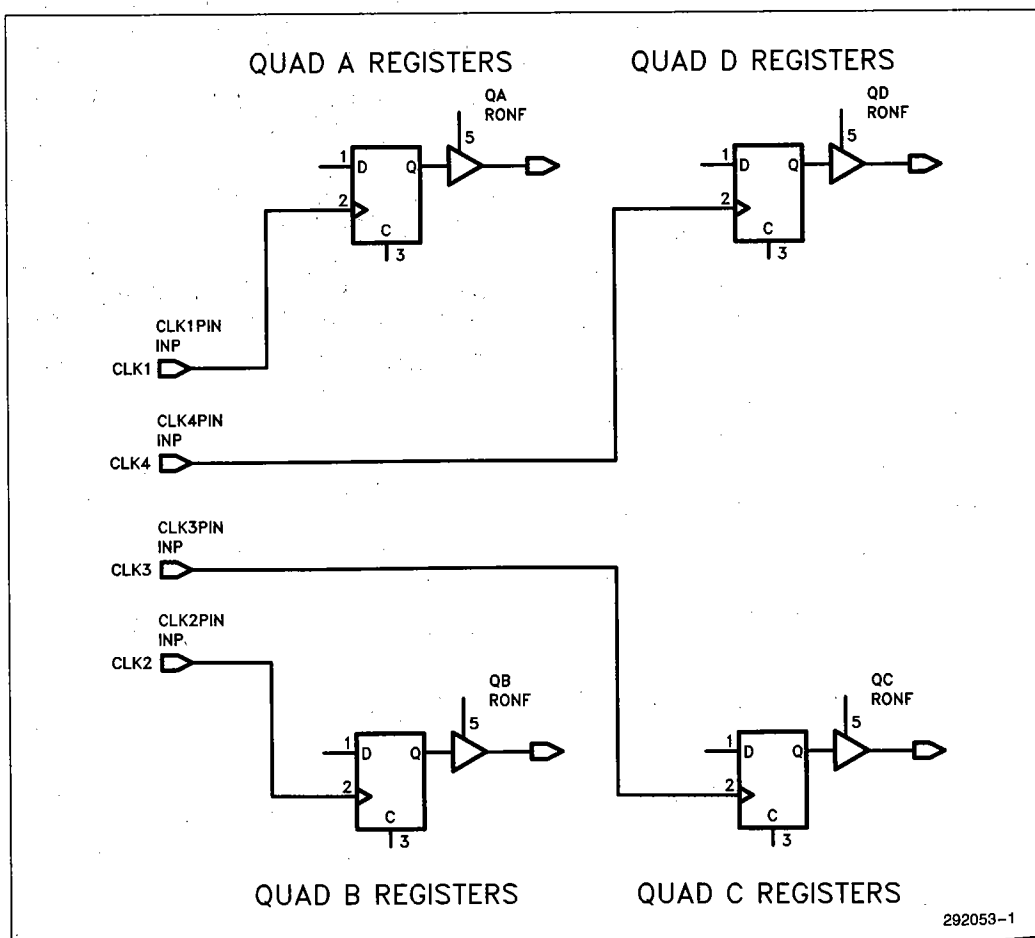 QUAD A REGISTERS
QUAD D REGISTERS
QA
RONF
5
1
D
Q
2
C
3
QD
RONF
5
1
D
Q
2
C
3
CLK1PIN
INP
CLK1
CLK4PIN
INP
CLK4
CLK3PIN
INP
CLK3
CLK2PIN
INP
CLK2
QB
RONF
5
1
D
Q
2
C
3
QC
RONF
5
1
D
Q
2
C
3
QUAD B REGISTERS
QUAD C REGISTERS
292053-1